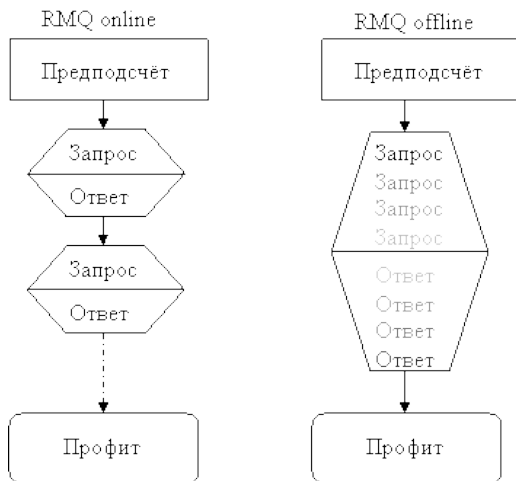 RMQ online
Предподсчёт
Запрос
Ответ
Запрос
Ответ
Профит
RMQ offline
Предподсчёт
Запрос
Запрос
Запрос
Запрос
Ответ
Ответ
Ответ
Ответ
Профит